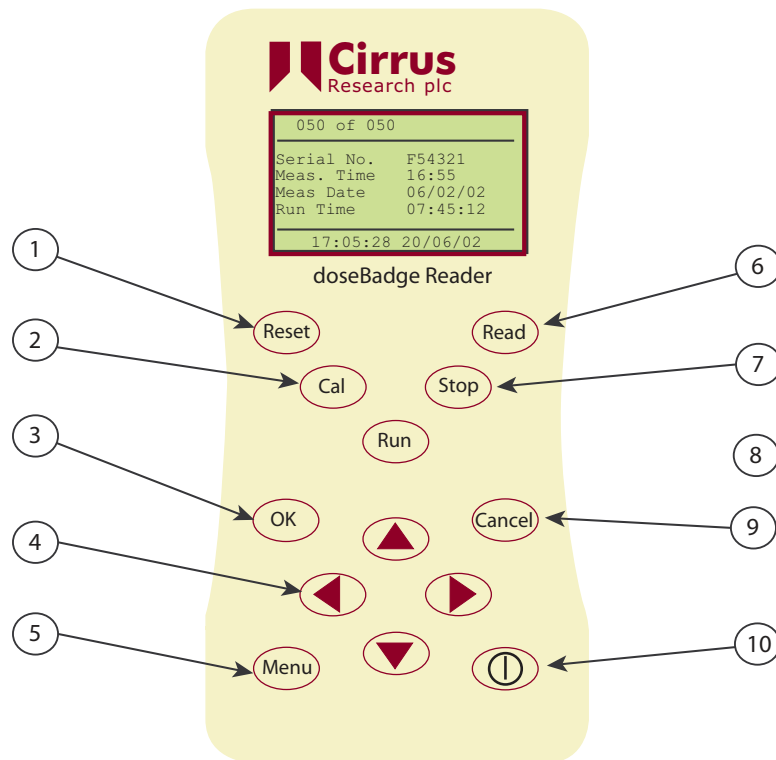 Cirrus
Research plc
050 of 050
Serial No. F54321
Meas. Time 16:55
Meas Date 06/02/02
Run Time 07:45:12
17:05:28 20/06/02
doseBadge Reader
1
6
Reset
Read
2
7
Cal
Stop
3
Run
8
OK
Cancel
9
4
5
10
Menu